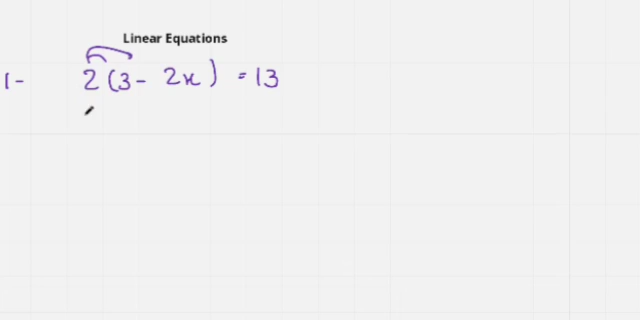 Linear Equations
1- 2(3- 2x) = 13